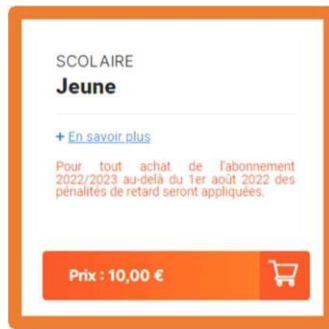 SCOLAIRE
Jeune
+ En savoir plus
Pour tout achat de l'abonnement
2022/2023 au-delà du 1er août 2022 des
pénalités de retard seront appliquées.
Prix : 10,00 €